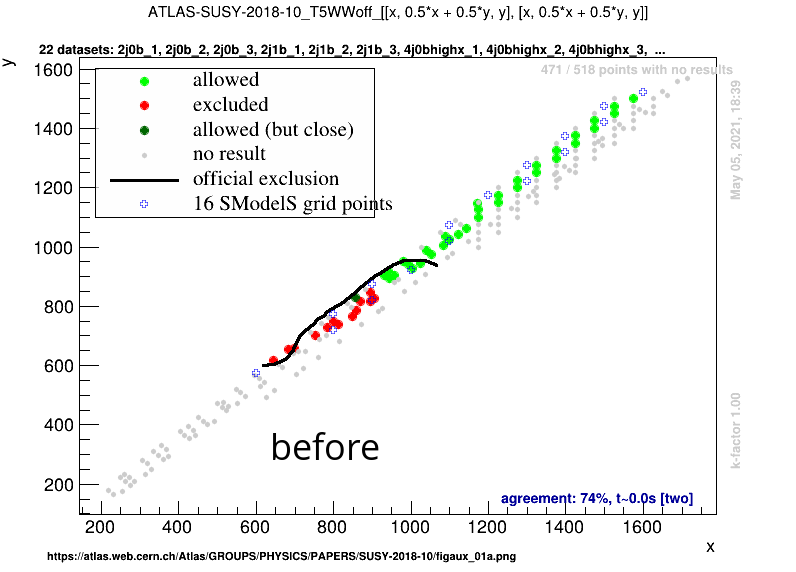 ATLAS-SUSY-2018-10_T5WWoff_[[x, 0.5*x + 0.5*y, y], [x, 0.5*x + 0.5*y, y]]
22 datasets: 2j0b_1, 2j0b_2, 2j0b_3, 2j1b_1, 2j1b_2, 2j1b_3, 4j0bhighx_1, 4j0bhighx_2, 4j0bhighx_3, ...
y
471 / 518 points with no results
allowed
excluded
allowed (but close)
no result
official exclusion
16 SModelS grid points
May 05, 2021, 18:39
k-factor 1.00
1600
1400
1200
1000
800
600
400
200
before
agreement: 74%, t~0.0s [two]
200 400 600 800 1000 1200 1400 1600
x
https://atlas.web.cern.ch/Atlas/GROUPS/PHYSICS/PAPERS/SUSY-2018-10/figaux_01a.png